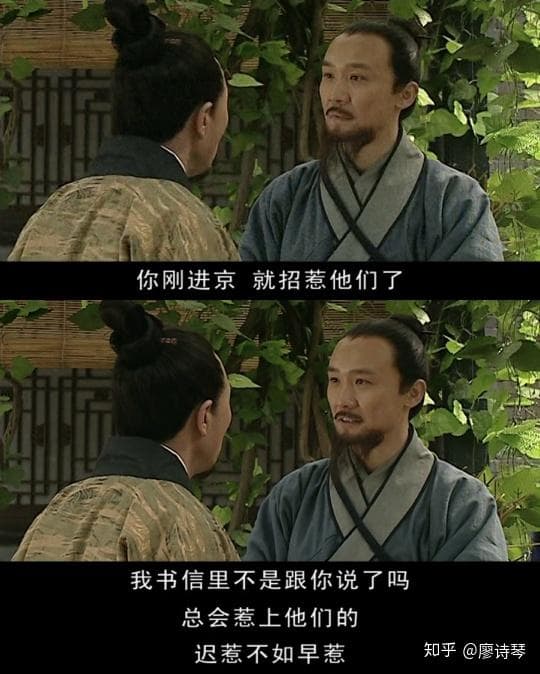 你刚进京 就招惹他们了
我书信里不是跟你说了吗
总会惹上他们的
迟惹不如早惹
知乎 @廖诗琴